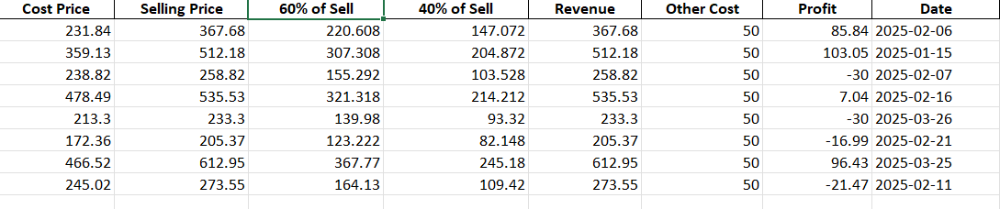 Cost Price Selling Price 60% of Sell 40% of Sell Revenue Other Cost Profit Date
231.84 367.68 220.608 147.072 367.68 50 85.84 2025-02-06
359.13 512.18 307.308 204.872 512.18 50 103.05 2025-01-15
238.82 258.82 155.292 103.528 258.82 50 -30 2025-02-07
478.49 535.53 321.318 214.212 535.53 50 7.04 2025-02-16
213.3 233.3 139.98 93.32 233.3 50 -30 2025-03-26
172.36 205.37 123.222 82.148 205.37 50 -16.99 2025-02-21
466.52 612.95 367.77 245.18 612.95 50 96.43 2025-03-25
245.02 273.55 164.13 109.42 273.55 50 -21.47 2025-02-11